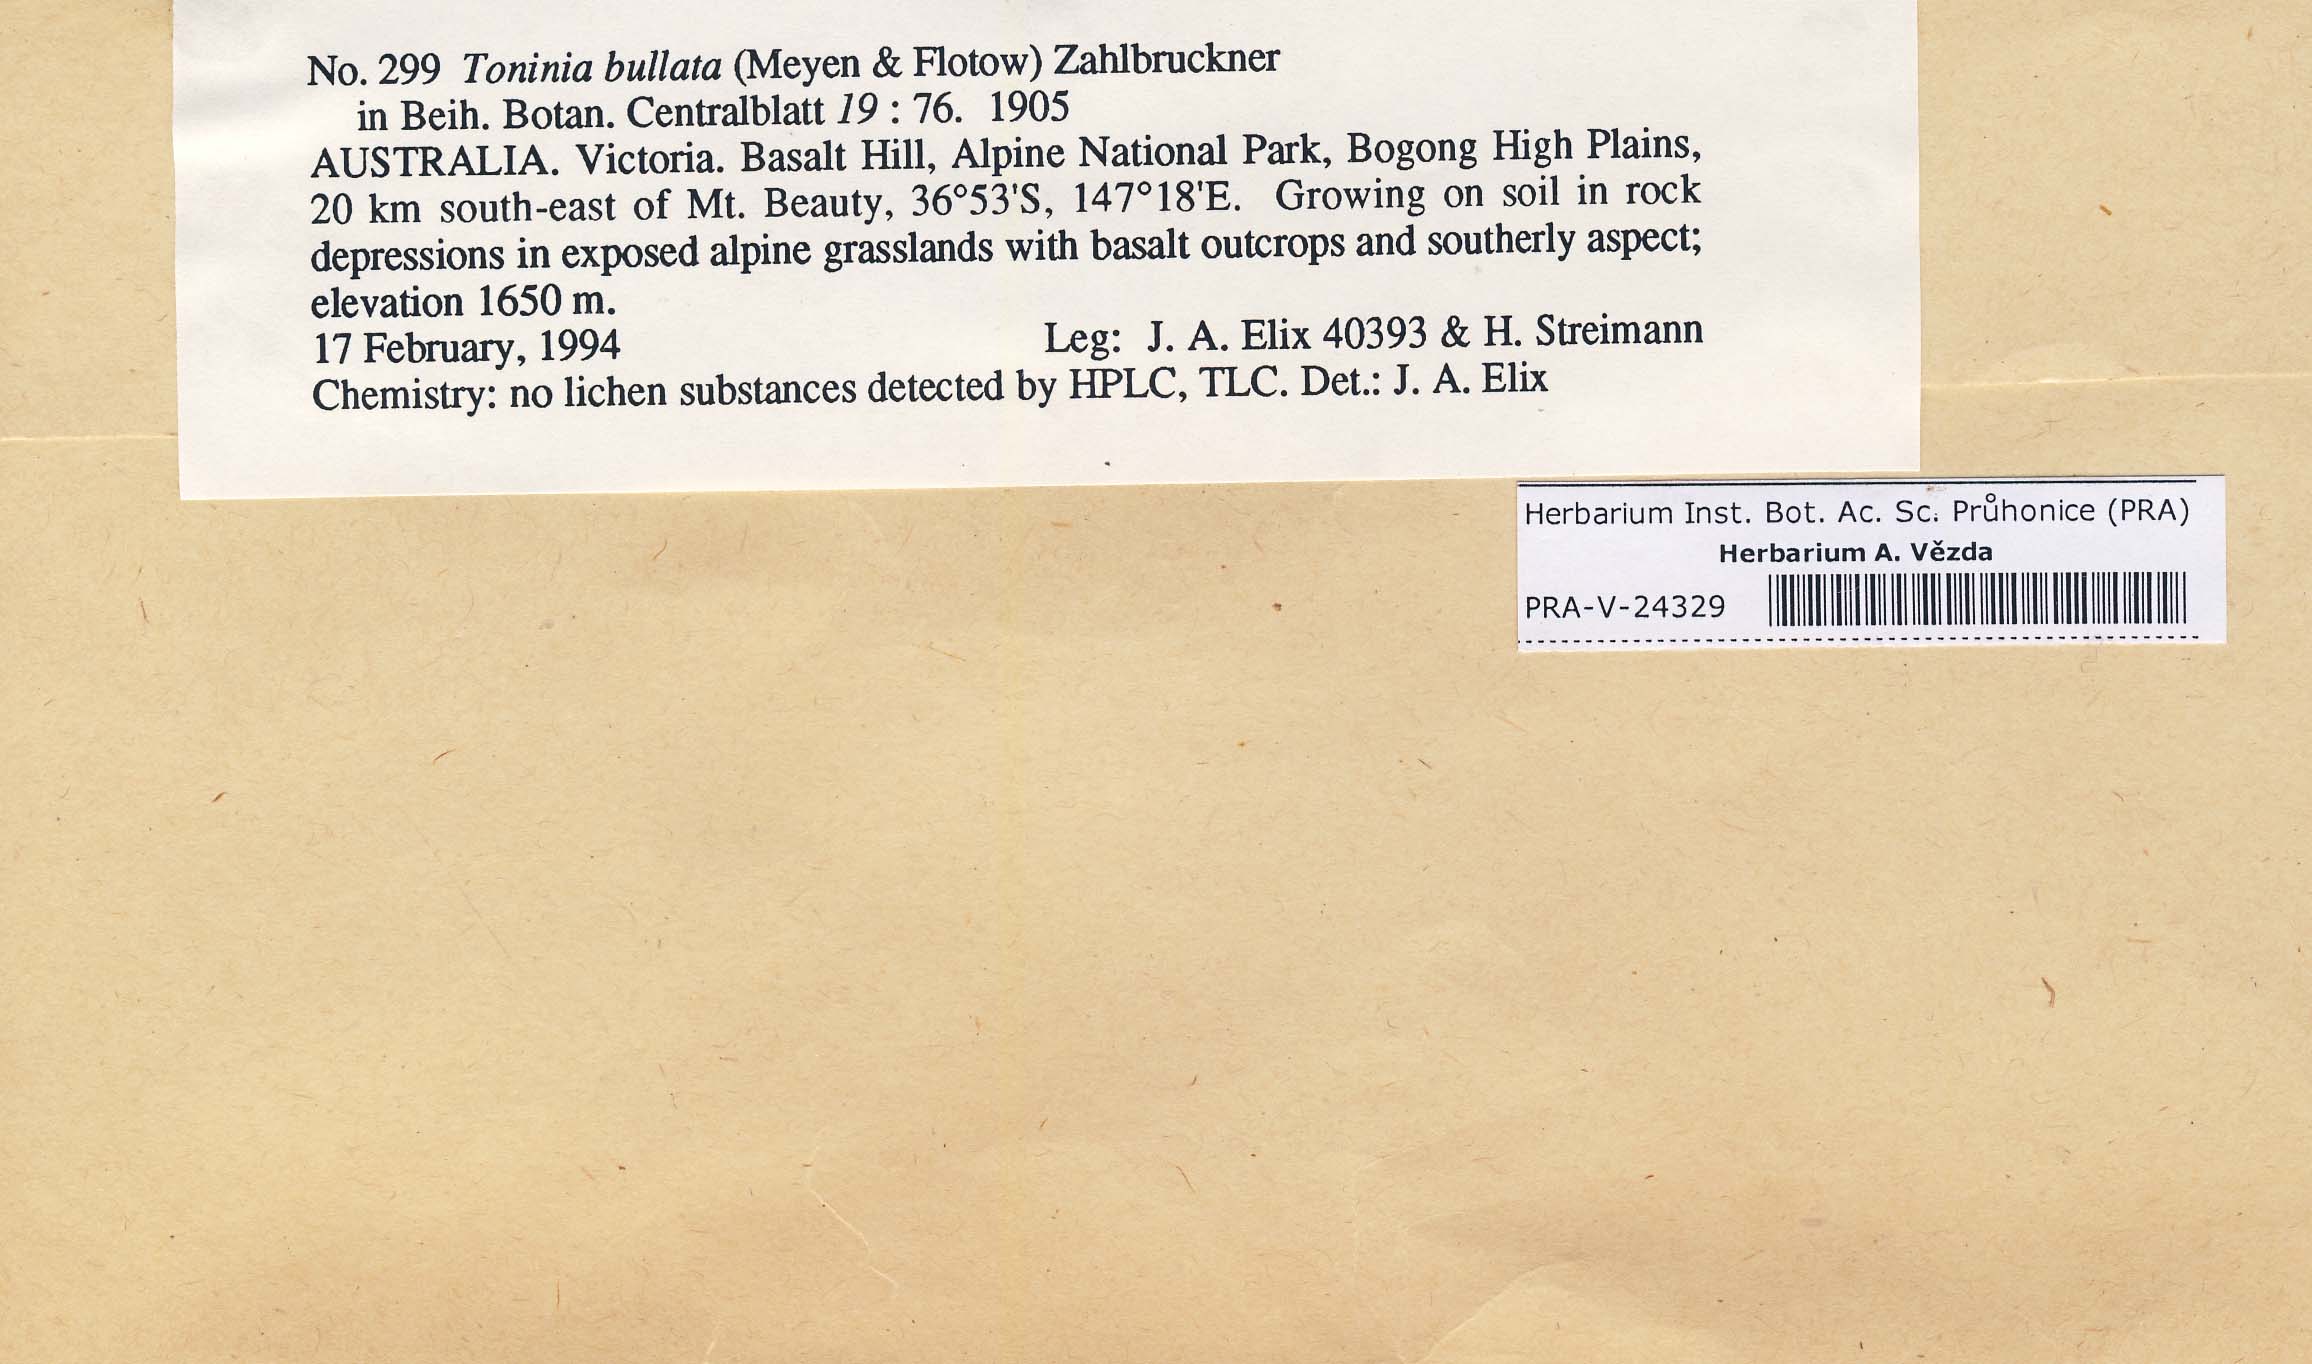 No. 299 Toninia bullata (Meyen & Flotow) Zahlbruckner
in Beih. Botan. Centralblatt 19 : 76. 1905
AUSTRALIA. Victoria. Basalt Hill, Alpine National Park, Bogong High Plains,
20 km south-east of Mt. Beauty, 36°53'S, 147°18'E. Growing on soil in rock
depressions in exposed alpine grasslands with basalt outcrops and southerly aspect;
elevation 1650 m.
17 February, 1994 Leg: J. A. Elix 40393 & H. Streimann
Chemistry: no lichen substances detected by HPLC, TLC. Det.: J. A. Elix
Herbarium Inst. Bot. Ac. Sc. Průhonice (PRA)
Herbarium A. Vězda
PRA-V-24329